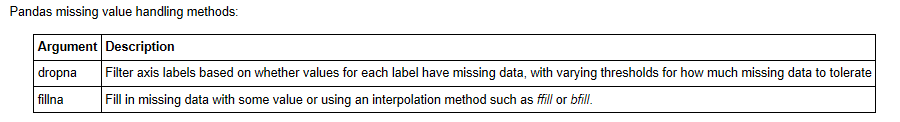 Pandas missing value handling methods:
Argument Description
dropna Filter axis labels based on whether values for each label have missing data, with varying thresholds for how much missing data to tolerate
fillna Fill in missing data with some value or using an interpolation method such as ffill or bfill.